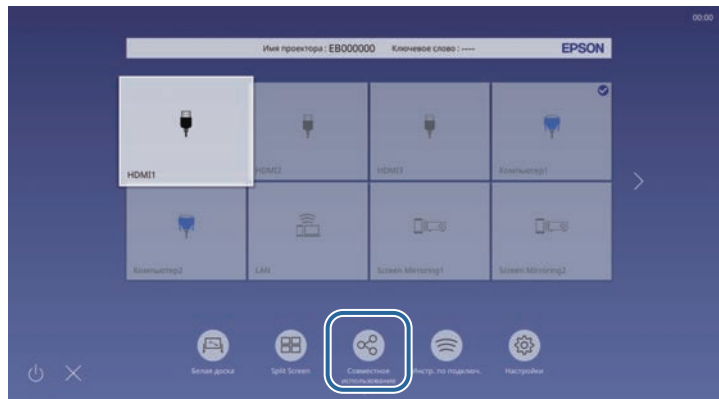 00:00
Имя проектора : EB000000 Ключевое слово : ---- EPSON
HDMI1 HDMI2 HDMI3 Компьютер1
Компьютер2 LAN Screen Mirroring1 Screen Mirroring2
Белая доска Split Screen Совместное использование Инстр. по подключ. Настройки